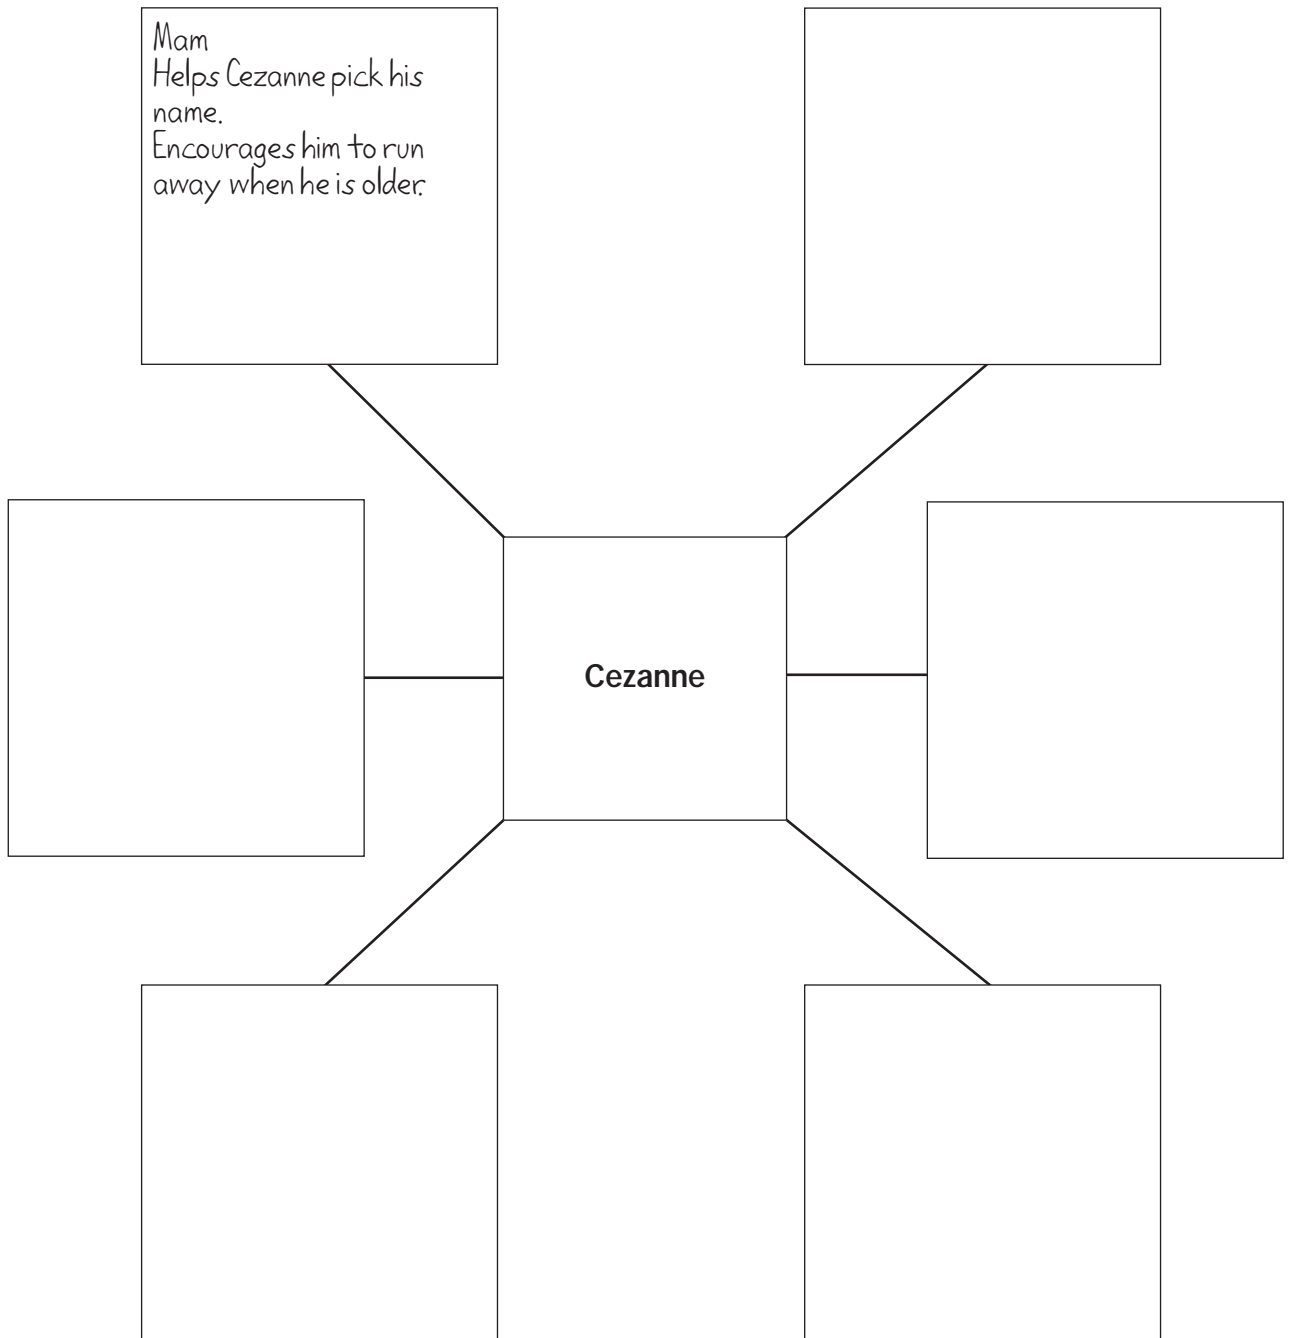 Mam
Helps Cezanne pick his
name.
Encourages him to run
away when he is older.
Cezanne